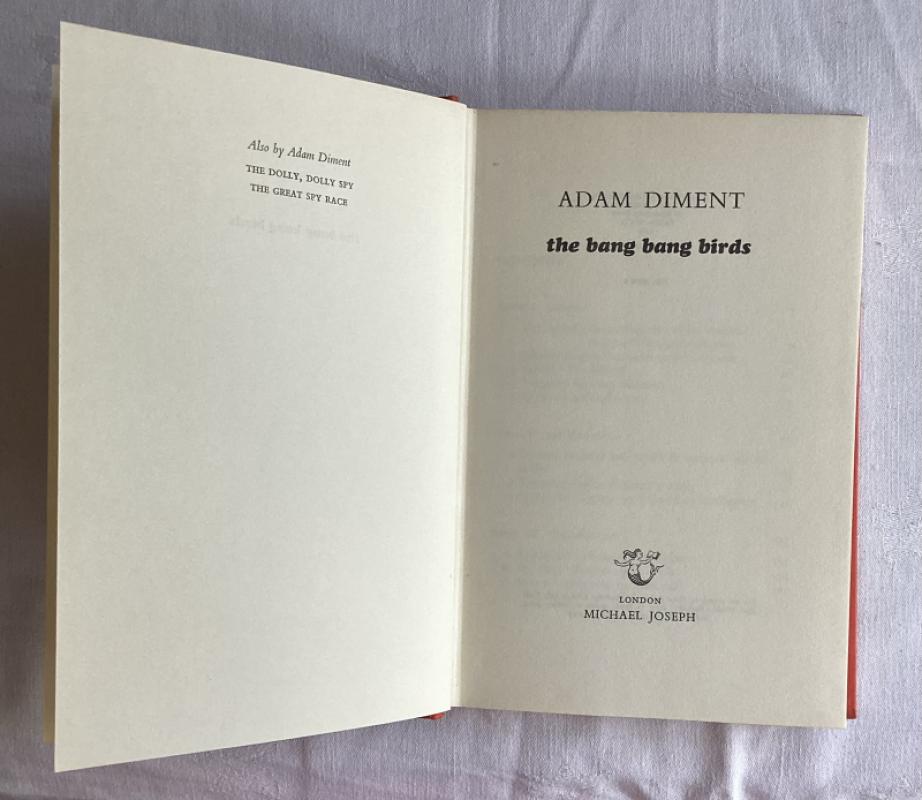 Also by Adam Diment
THE DOLLY, DOLLY SPY
THE GREAT SPY RACE
ADAM DIMENT
the bang bang birds
LONDON
MICHAEL JOSEPH